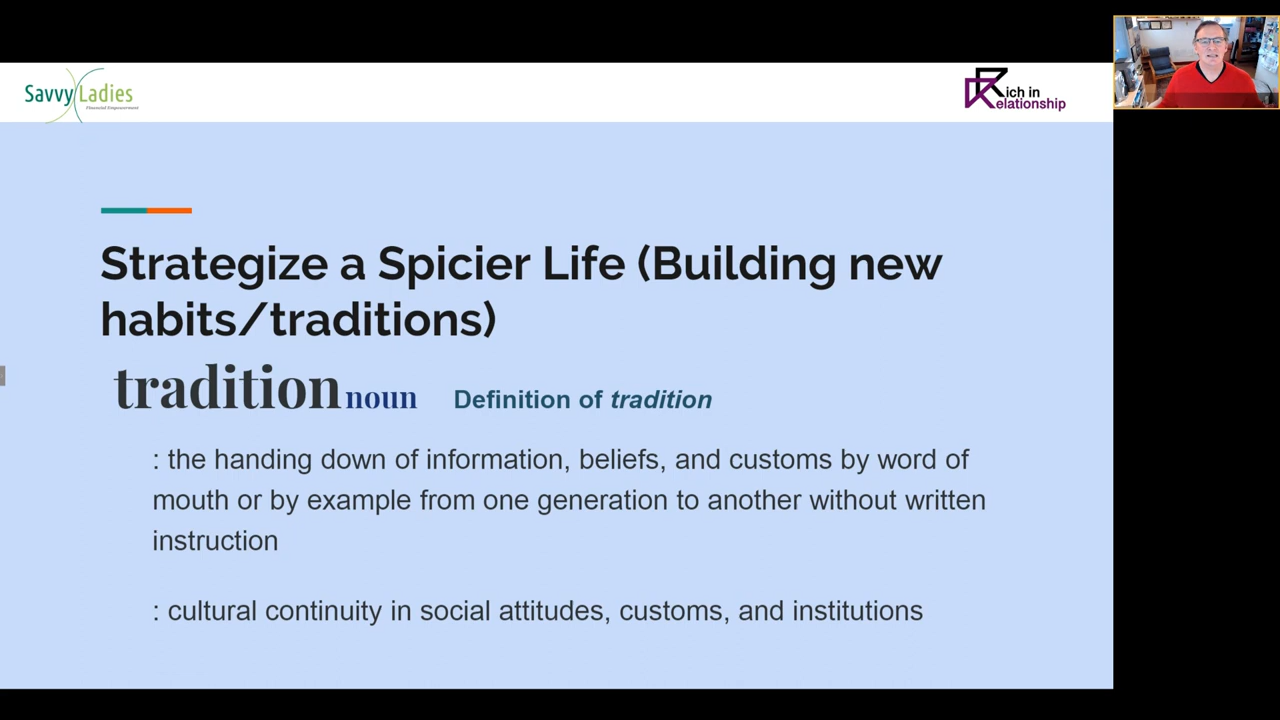 Savvy Ladies
Financial Empowerment
Rich in
Relationship
Strategize a Spicier Life (Building new
habits/traditions)
tradition noun Definition of tradition
: the handing down of information, beliefs, and customs by word of
mouth or by example from one generation to another without written
instruction
: cultural continuity in social attitudes, customs, and institutions